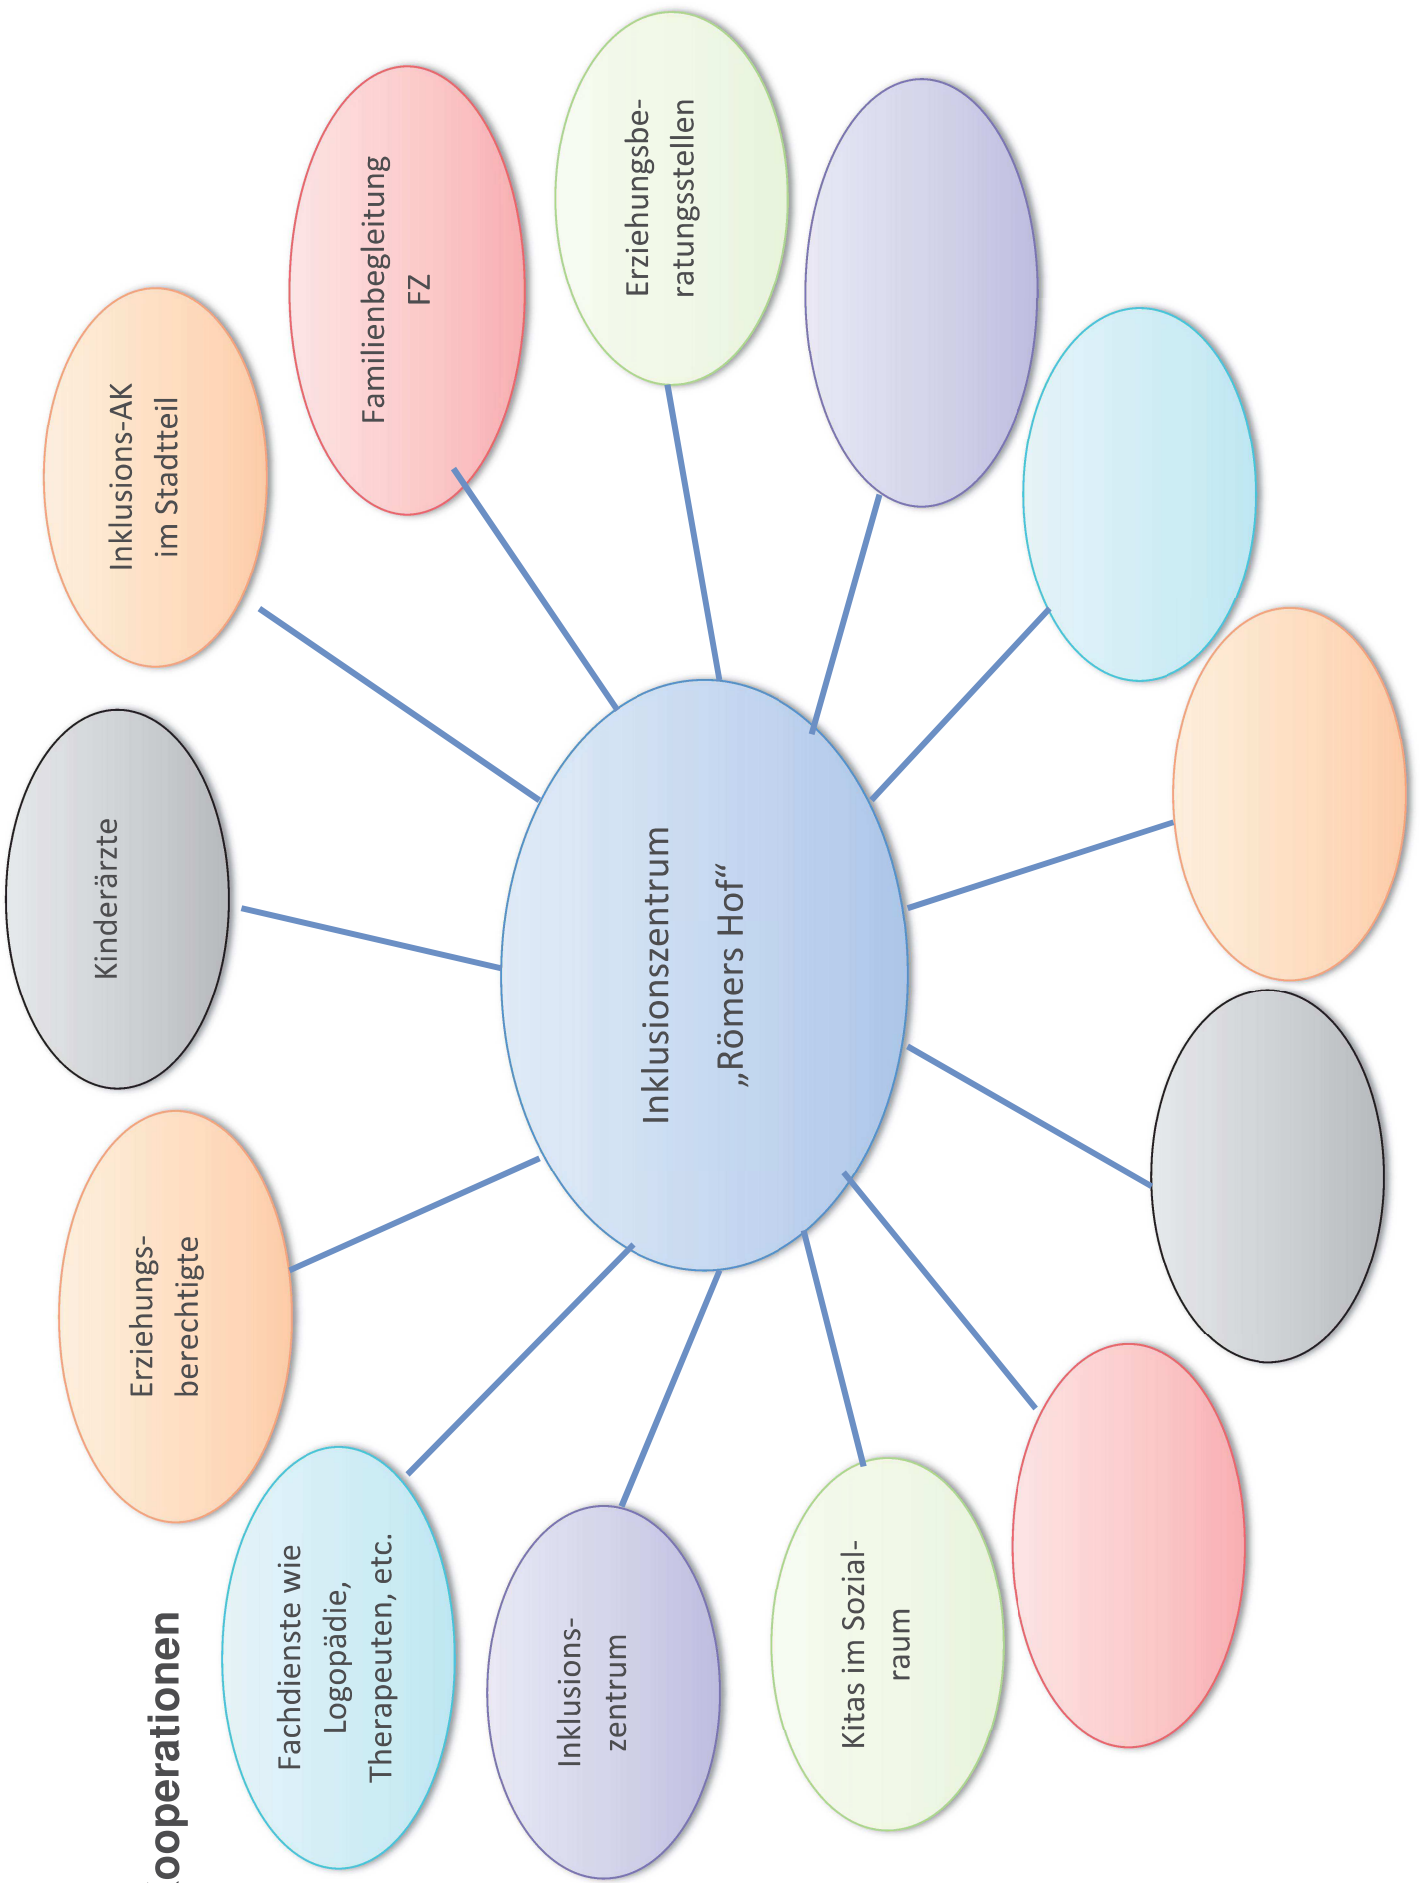 ooperationen
Fachdienste wie
Logopädie,
Therapeuten, etc.
Erziehungs-
berechtigte
Kinderärzte
Inklusions-AK
im Stadtteil
Familienbegleitung
FZ
Erziehungsbe-
ratungsstellen
Inklusionszentrum
„Römers Hof“
Inklusions-
zentrum
Kitas im Sozial-
raum